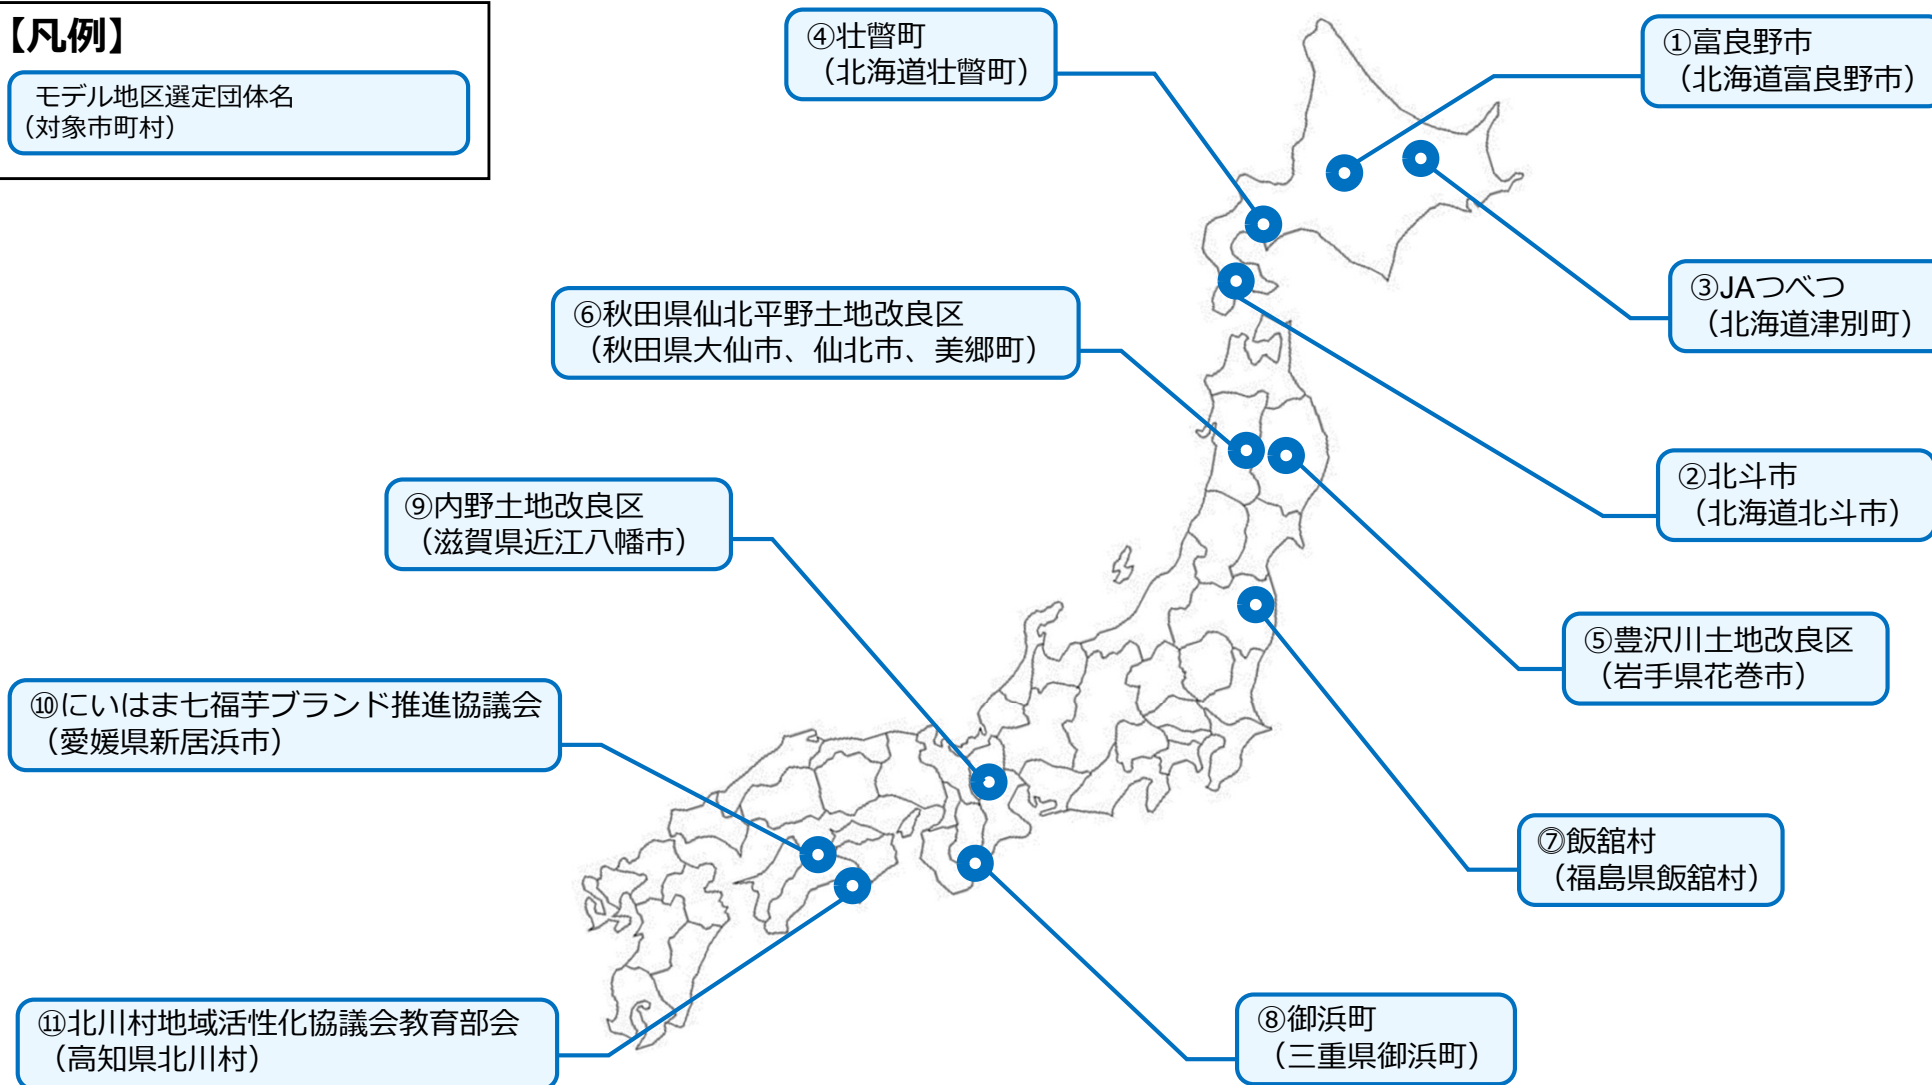 【凡例】
モデル地区選定団体名
（対象市町村）
④壮瞥町
（北海道壮瞥町）
①富良野市
（北海道富良野市）
③JAつべつ
（北海道津別町）
⑥秋田県仙北平野土地改良区
（秋田県大仙市、仙北市、美郷町）
②北斗市
（北海道北斗市）
⑨内野土地改良区
（滋賀県近江八幡市）
⑤豊沢川土地改良区
（岩手県花巻市）
⑩にいはま七福芋ブランド推進協議会
（愛媛県新居浜市）
⑦飯舘村
（福島県飯舘村）
⑪北川村地域活性化協議会教育部会
（高知県北川村）
⑧御浜町
（三重県御浜町）